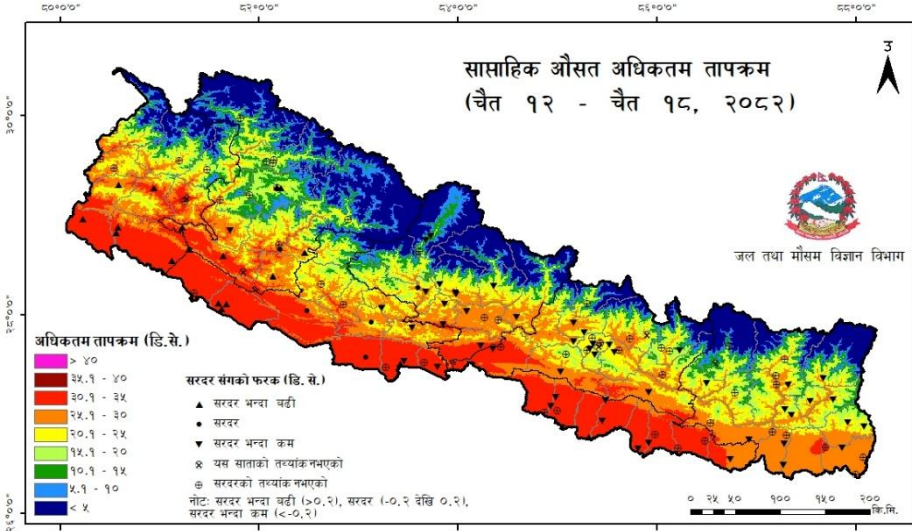 ८०°०'०"
८२°०'०"
८४°०'०"
८६°०'०"
८८°०'०"
साप्ताहिक औसत अधिकतम तापक्रम
(चैत १२ - चैत १८, २०८२)
उ
३०°०'०"
जल तथा मौसम विज्ञान विभाग
२८°०'०"
अधिकतम तापक्रम (डि.से.)
> ४०
३५.१ - ४०
३०.१ - ३५
२५.१ - ३०
२०.१ - २५
१५.१ - २०
१०.१ - १५
५.१ - १०
< ५
सरदर संगको फरक (डि. से.)
सरदर भन्दा बढी
सरदर
सरदर भन्दा कम
यस साताको तथ्यांक नभएको
सरदरको तथ्यांक नभएको
नोटः सरदर भन्दा बढी (>०.२), सरदर (-०.२ देखि ०.२),
सरदर भन्दा कम (<-०.२)
० २५ ५० १०० १५० २००
कि.मि.
२६°०'०"